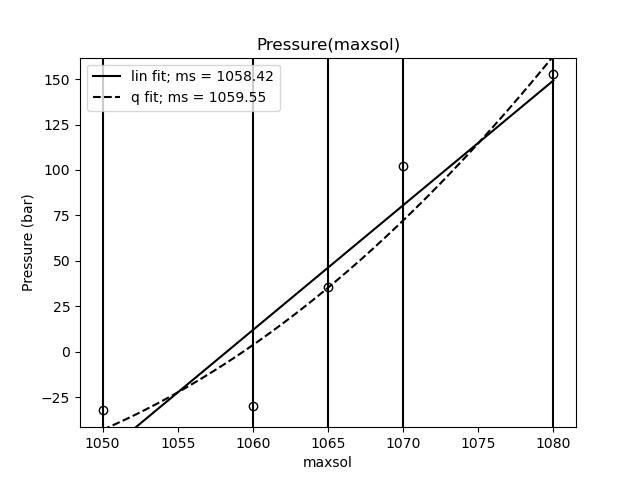 Pressure(maxsol)
lin fit; ms = 1058.42
q fit; ms = 1059.55
Pressure (bar)
150
125
100
75
50
25
0
−25
1050 1055 1060 1065 1070 1075 1080
maxsol